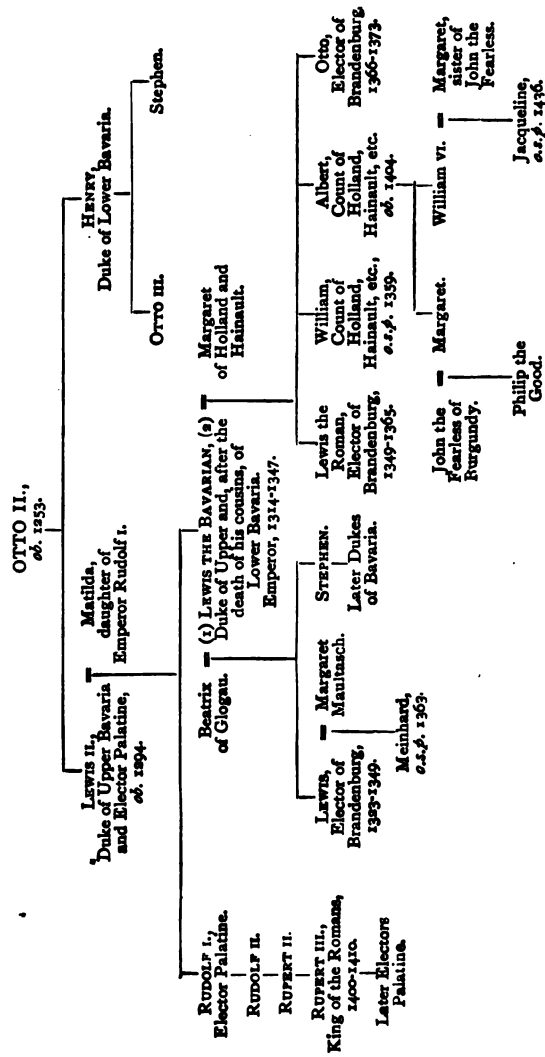 OTTO II.,
ob. 1253.
LEWIS II.,
Duke of Upper Bavaria
and Elector Palatine,
ob. 1294.
=
Matilda,
daughter of
Emperor Rudolf I.
HENRY,
Duke of Lower Bavaria.
OTTO III.
Stephen.
RUDOLF I.,
Elector Palatine.
RUDOLF II.
RUPERT II.
RUPERT III.,
King of the Romans,
1400-1410.
Later Electors
Palatine.
Beatrix
of Glogau.
=
(1) LEWIS THE BAVARIAN, (2)
Duke of Upper and, after the
death of his cousins, of
Lower Bavaria.
Emperor, 1314-1347.
=
Margaret
of Holland and
Hainault.
LEWIS,
Elector of
Brandenburg,
1323-1349.
=
Margaret
Maultasch.
Meinhard,
o.s.p. 1363.
STEPHEN.
Later Dukes
of Bavaria.
Lewis the
Roman,
Elector of
Brandenburg,
1349-1365.
William,
Count of
Holland,
Hainault, etc.,
o.s.p. 1359.
Albert,
Count of
Holland,
Hainault, etc.
ob. 1404.
Otto,
Elector of
Brandenburg,
1366-1373.
John the
Fearless of
Burgundy.
=
Margaret.
William VI.
=
Margaret,
sister of
John the
Fearless.
Philip the
Good.
Jacqueline,
o.s.p. 1436.